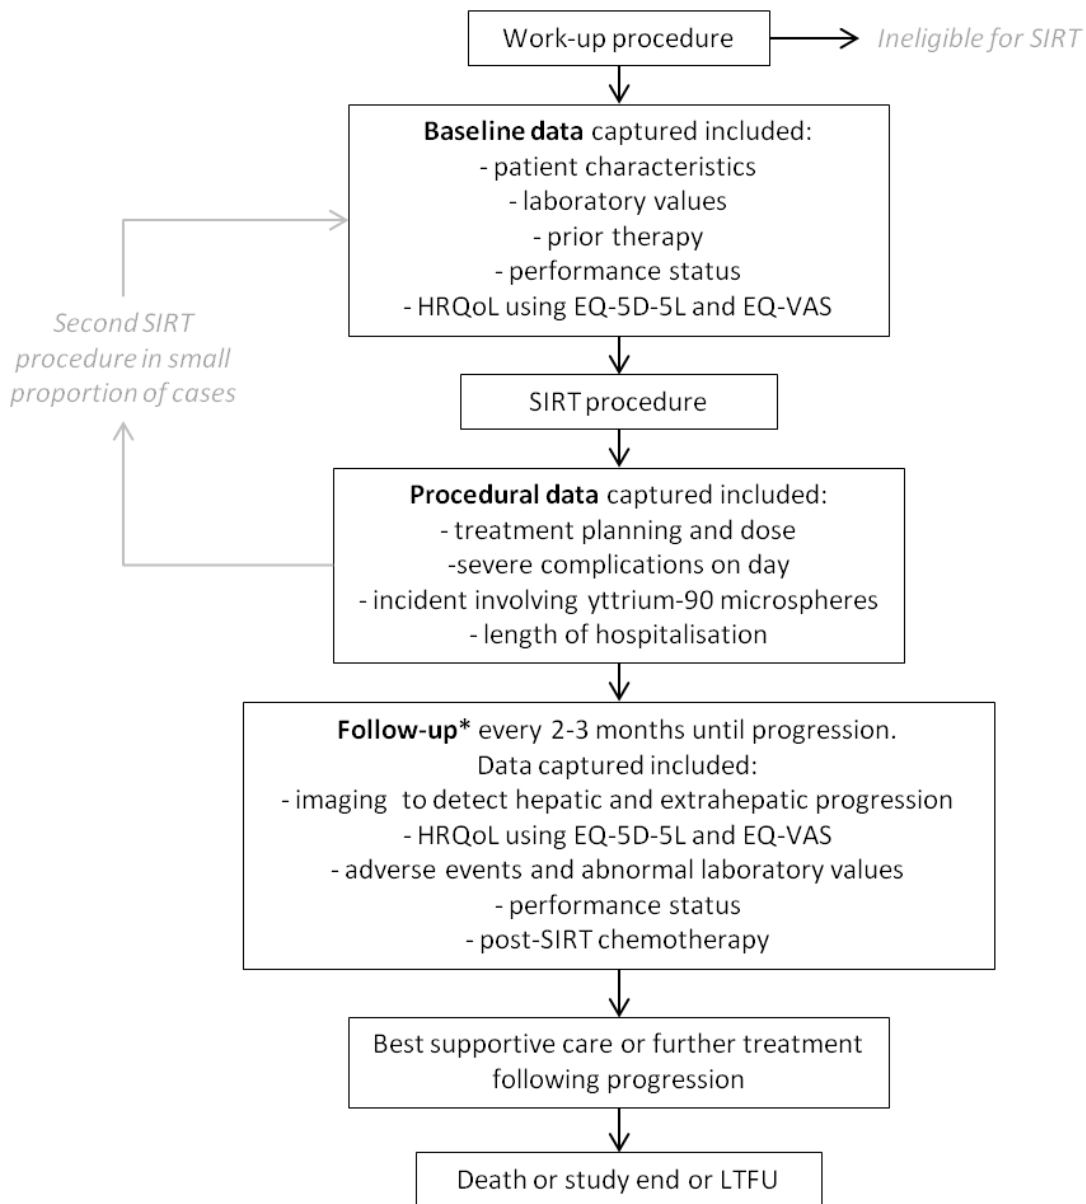 Work-up procedure
Ineligible for SIRT
Baseline data captured included:
- patient characteristics
- laboratory values
- prior therapy
- performance status
- HRQoL using EQ-5D-5L and EQ-VAS
Second SIRT
procedure in small
proportion of cases
SIRT procedure
Procedural data captured included:
- treatment planning and dose
-severe complications on day
- incident involving yttrium-90 microspheres
- length of hospitalisation
Follow-up* every 2-3 months until progression.
Data captured included:
- imaging to detect hepatic and extrahepatic progression
- HRQoL using EQ-5D-5L and EQ-VAS
- adverse events and abnormal laboratory values
- performance status
- post-SIRT chemotherapy
Best supportive care or further treatment
following progression
Death or study end or LTFU